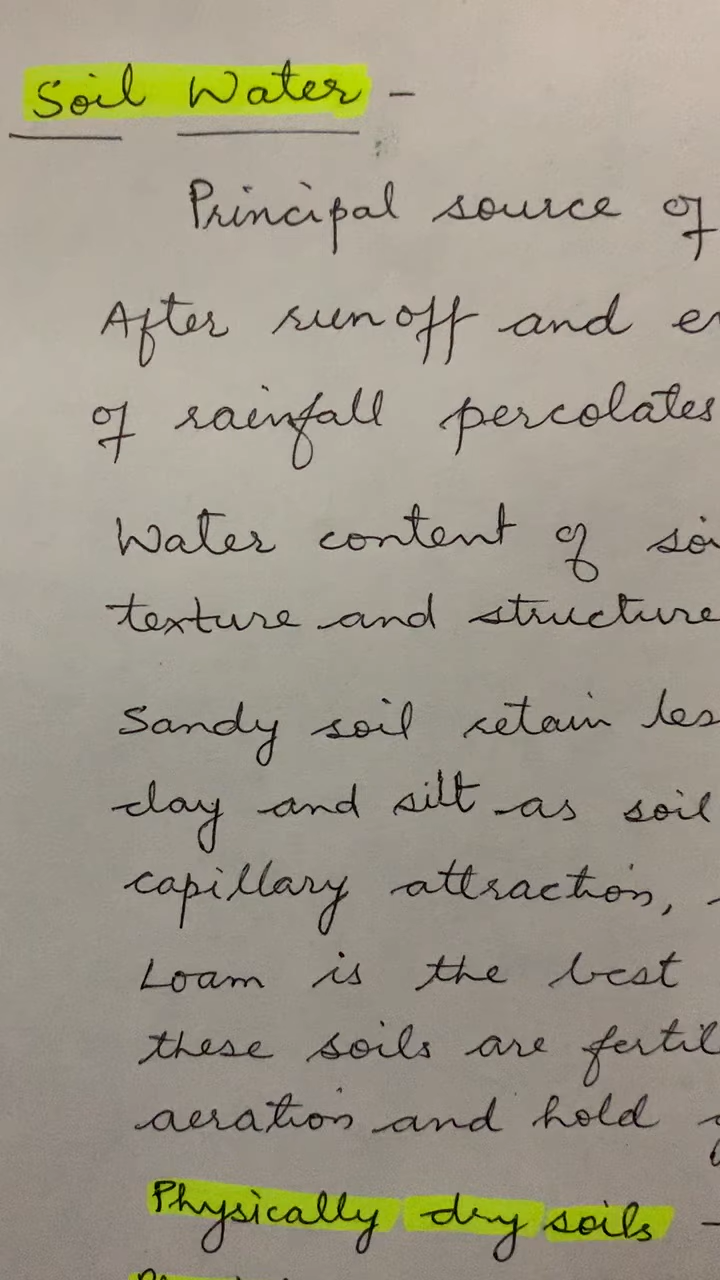 Soil Water -
Principal source of
After run off and
of rainfall percolates
Water content of
texture and structure
Sandy soil retain
clay and silt as soil
capillary attraction,
Loam is the best
these soils are
aeration and hold
Physically dry soils -